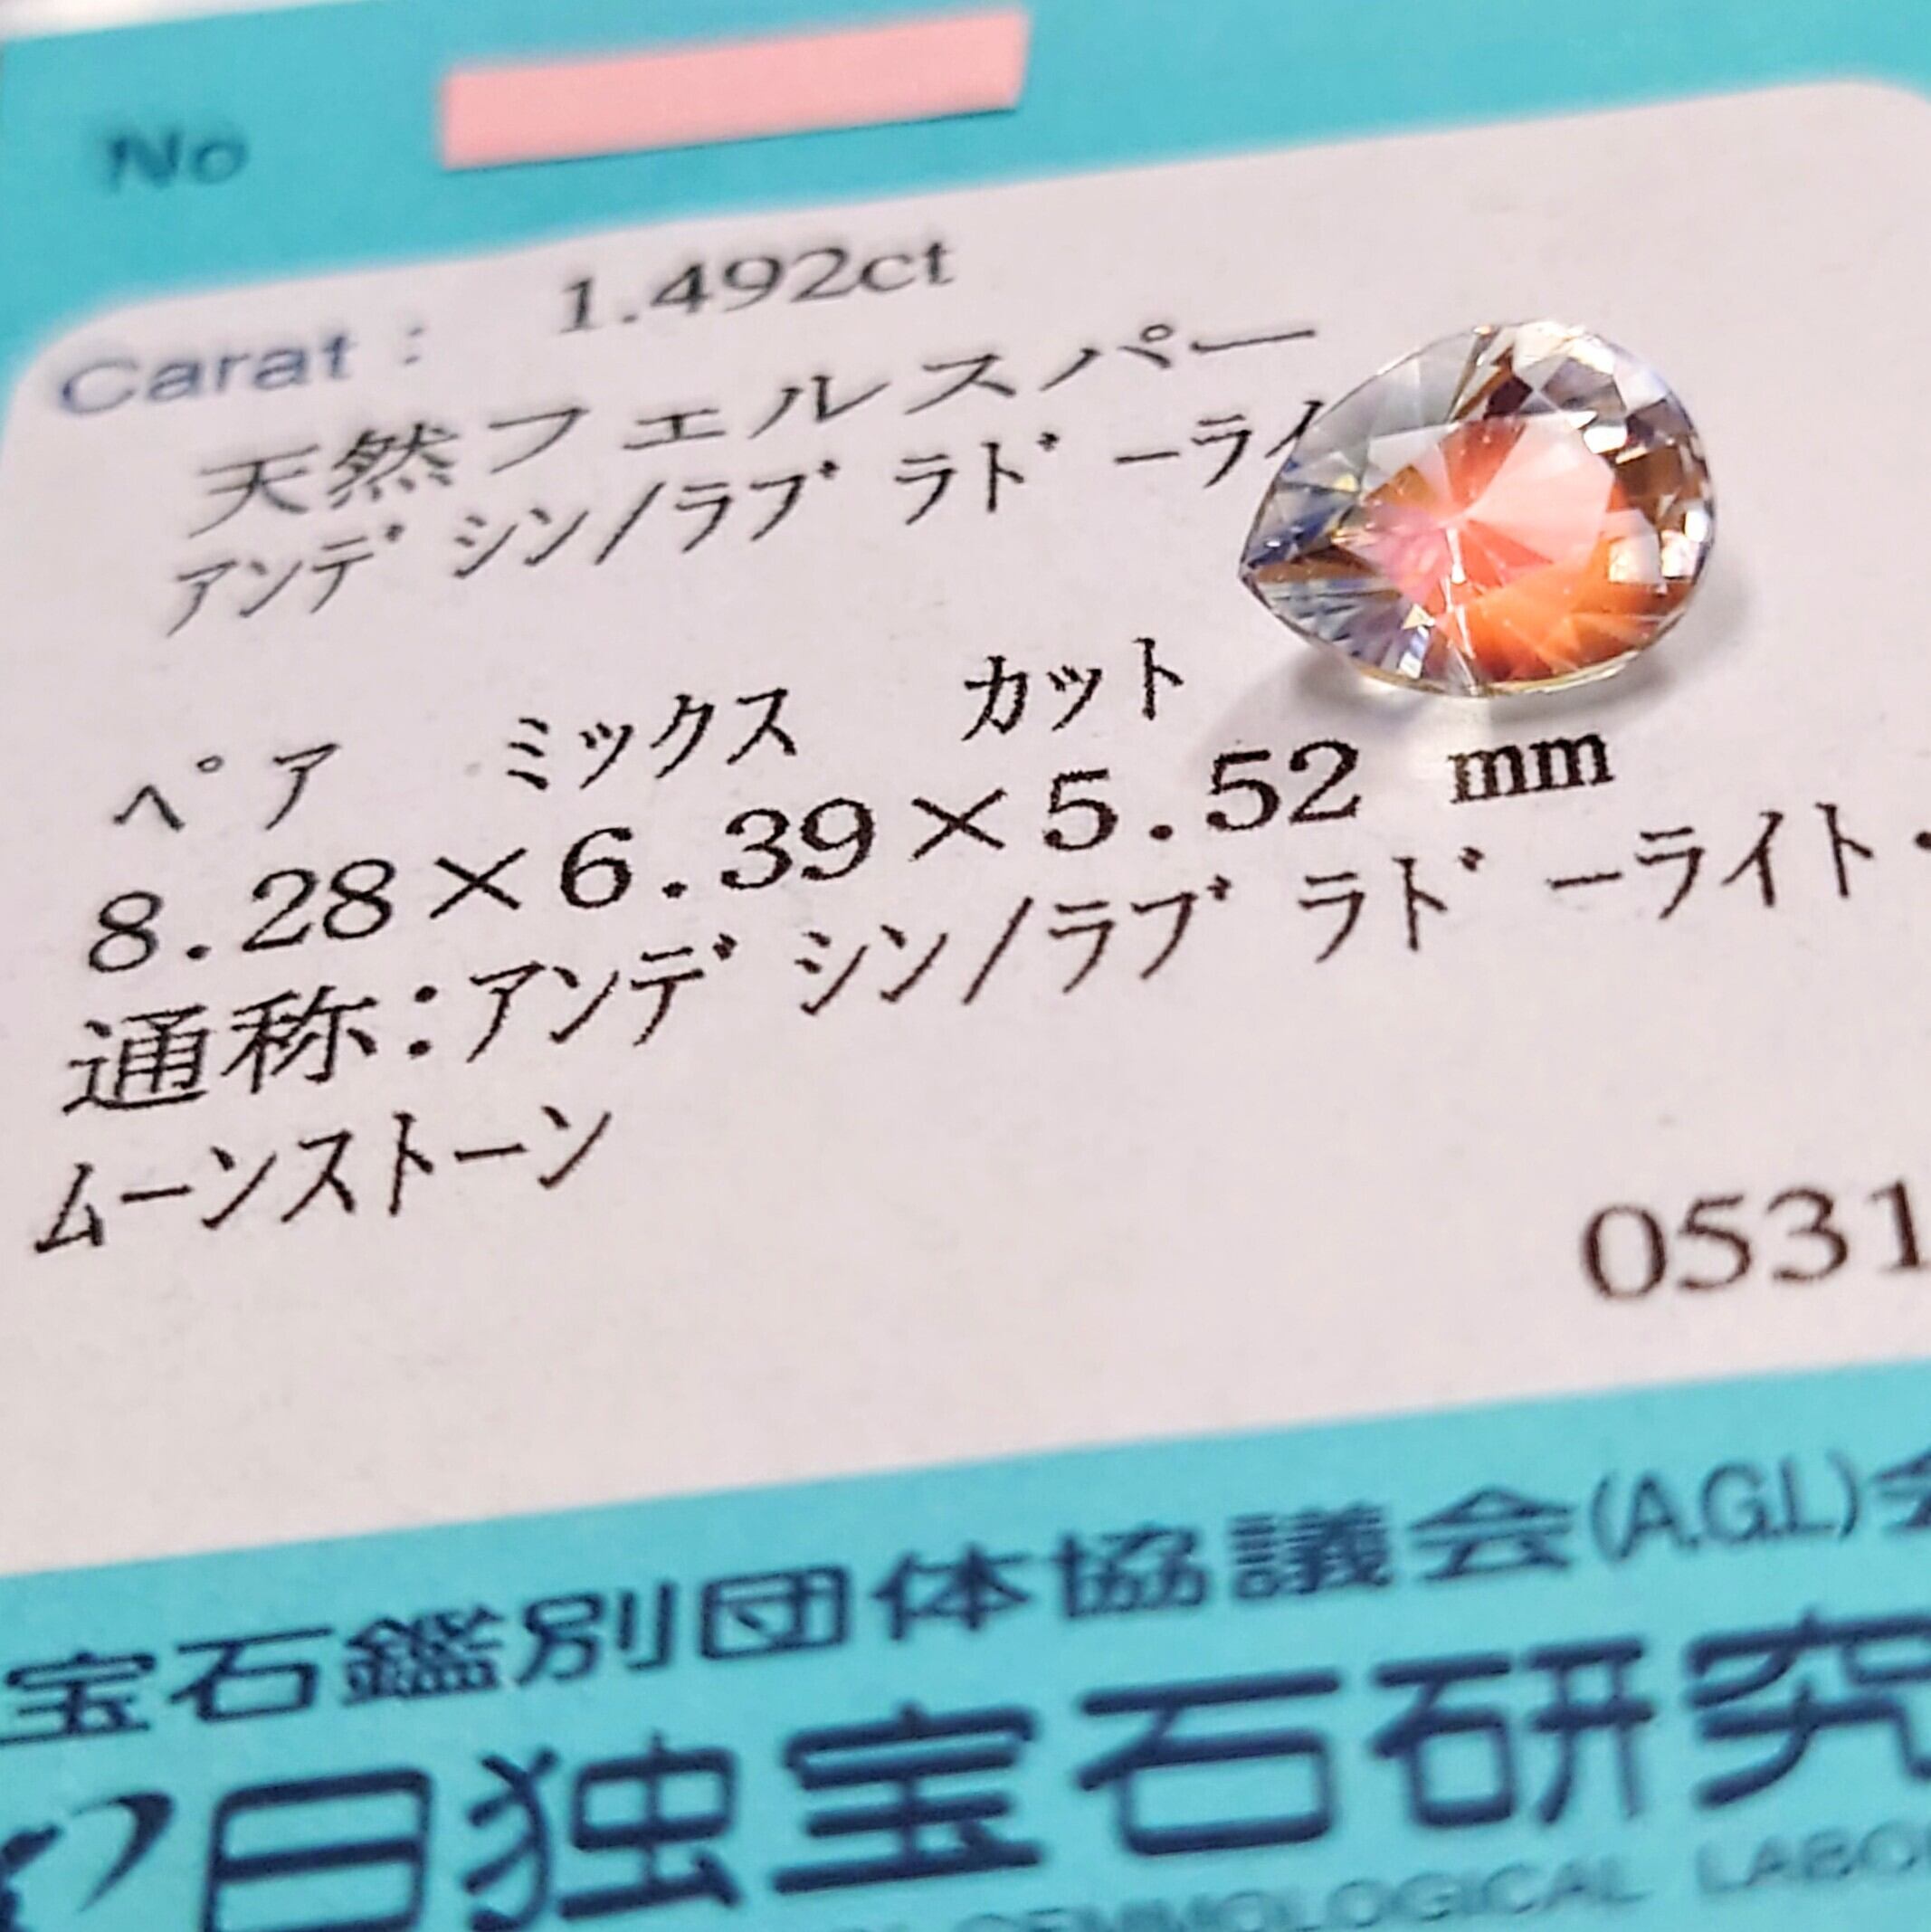 No
Carat : 1.492ct
天然フェルスパー
アンデシン/ラブラドーライ
ペア ミックス カット
8.28×6.39×5.52 mm
通称:アンデシン/ラブラドーライト・
ムーンストーン
0531
宝石鑑別団体協議会(A.G.L)会
日独宝石研究
GEMMOLOGICAL LABO